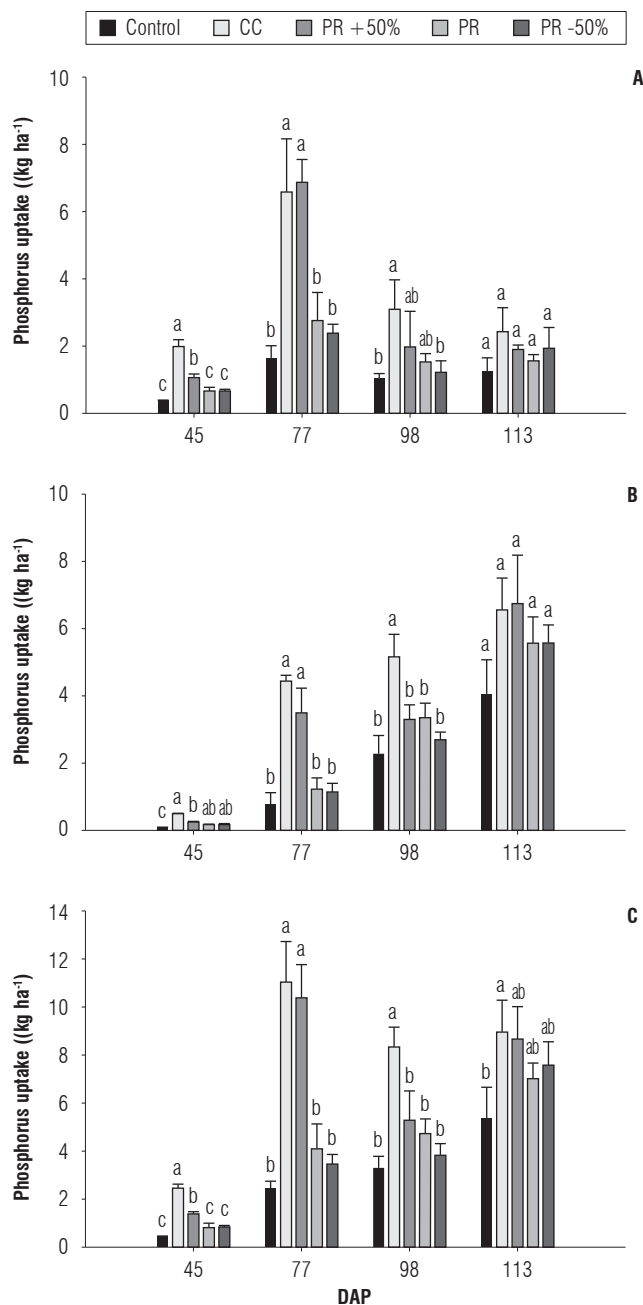 Control CC PR +50% PR PR -50%
A
Phosphorus uptake ((kg ha⁻¹)
10
8
6
4
2
0
c a b c c
b a a b b
b a ab ab b
a a a a a
45 77 98 113
B
Phosphorus uptake ((kg ha⁻¹)
10
8
6
4
2
0
c a b ab ab
b a a b b
b a b b b
a a a a a
45 77 98 113
C
Phosphorus uptake ((kg ha⁻¹)
14
12
10
8
6
4
2
0
c a b c c
b a a b b
b a b b b
b a ab ab ab
45 77 98 113
DAP